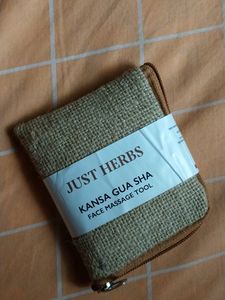 JUST HERBS
KANSA GUA SHA
FACE MASSAGE TOOL